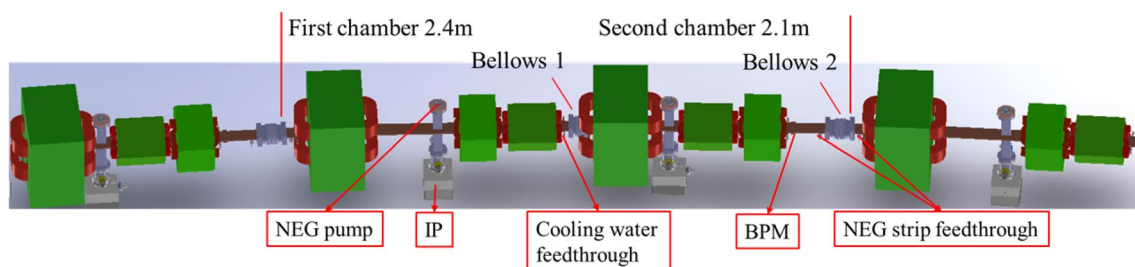 First chamber 2.4m
Second chamber 2.1m
Bellows 1
Bellows 2
NEG pump
IP
Cooling water
feedthrough
BPM
NEG strip feedthrough